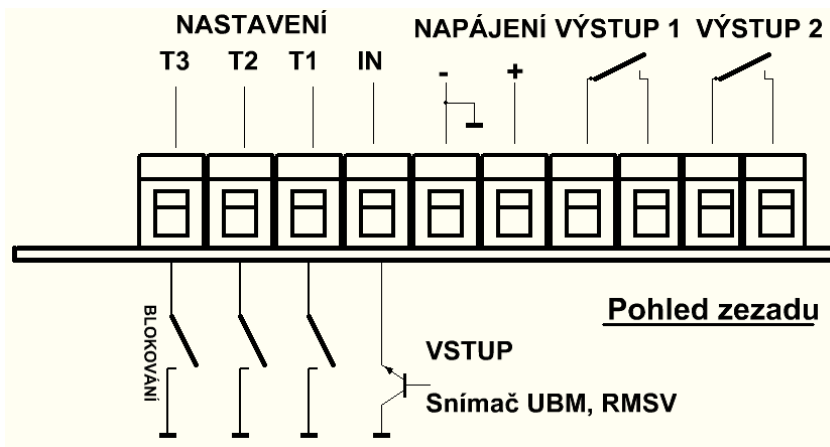 NASTAVENÍ
NAPÁJENÍ VÝSTUP 1 VÝSTUP 2
T3 T2 T1 IN - +
BLOKOVÁNÍ
Pohled zezadu
VSTUP
Snímač UBM, RMSV